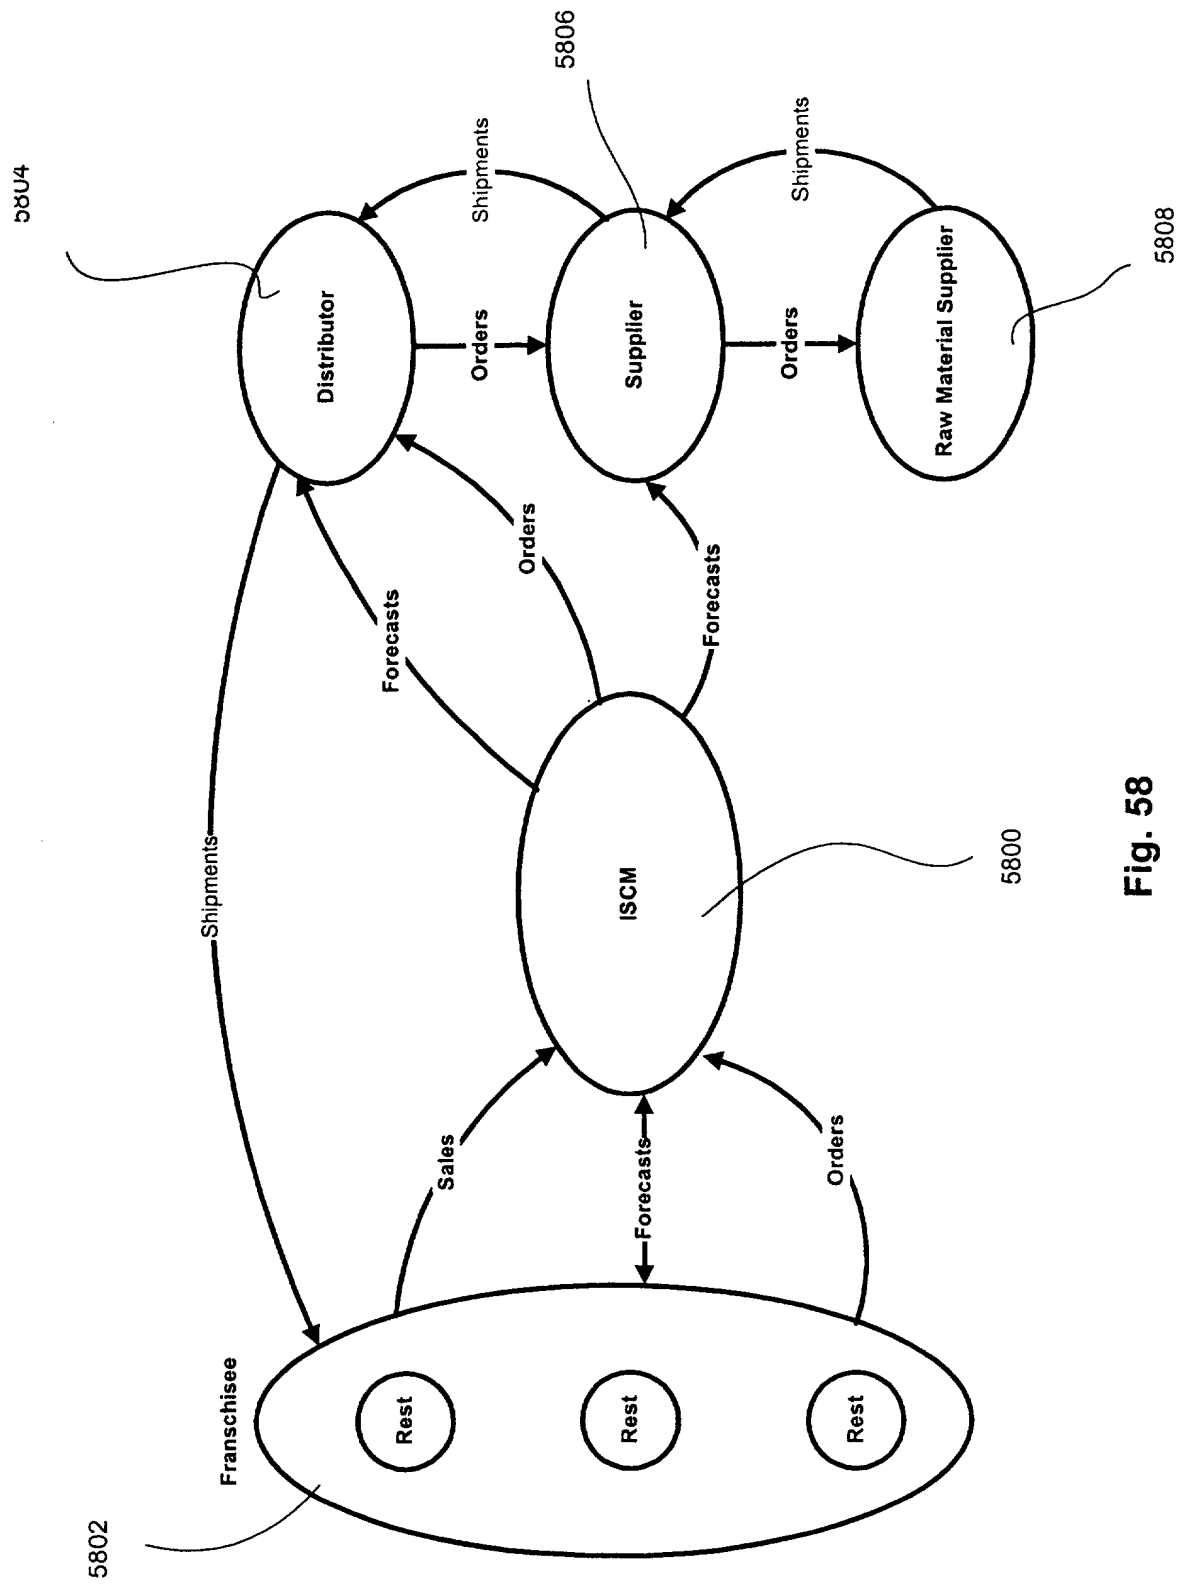 5804
5806
Shipments
Shipments
Distributor
Orders
Supplier
Orders
Raw Material Supplier
5808
Forecasts
Orders
Forecasts
Shipments
ISCM
5800
Sales
Forecasts
Orders
Franschisee
Rest
Rest
Rest
5802
Fig. 58